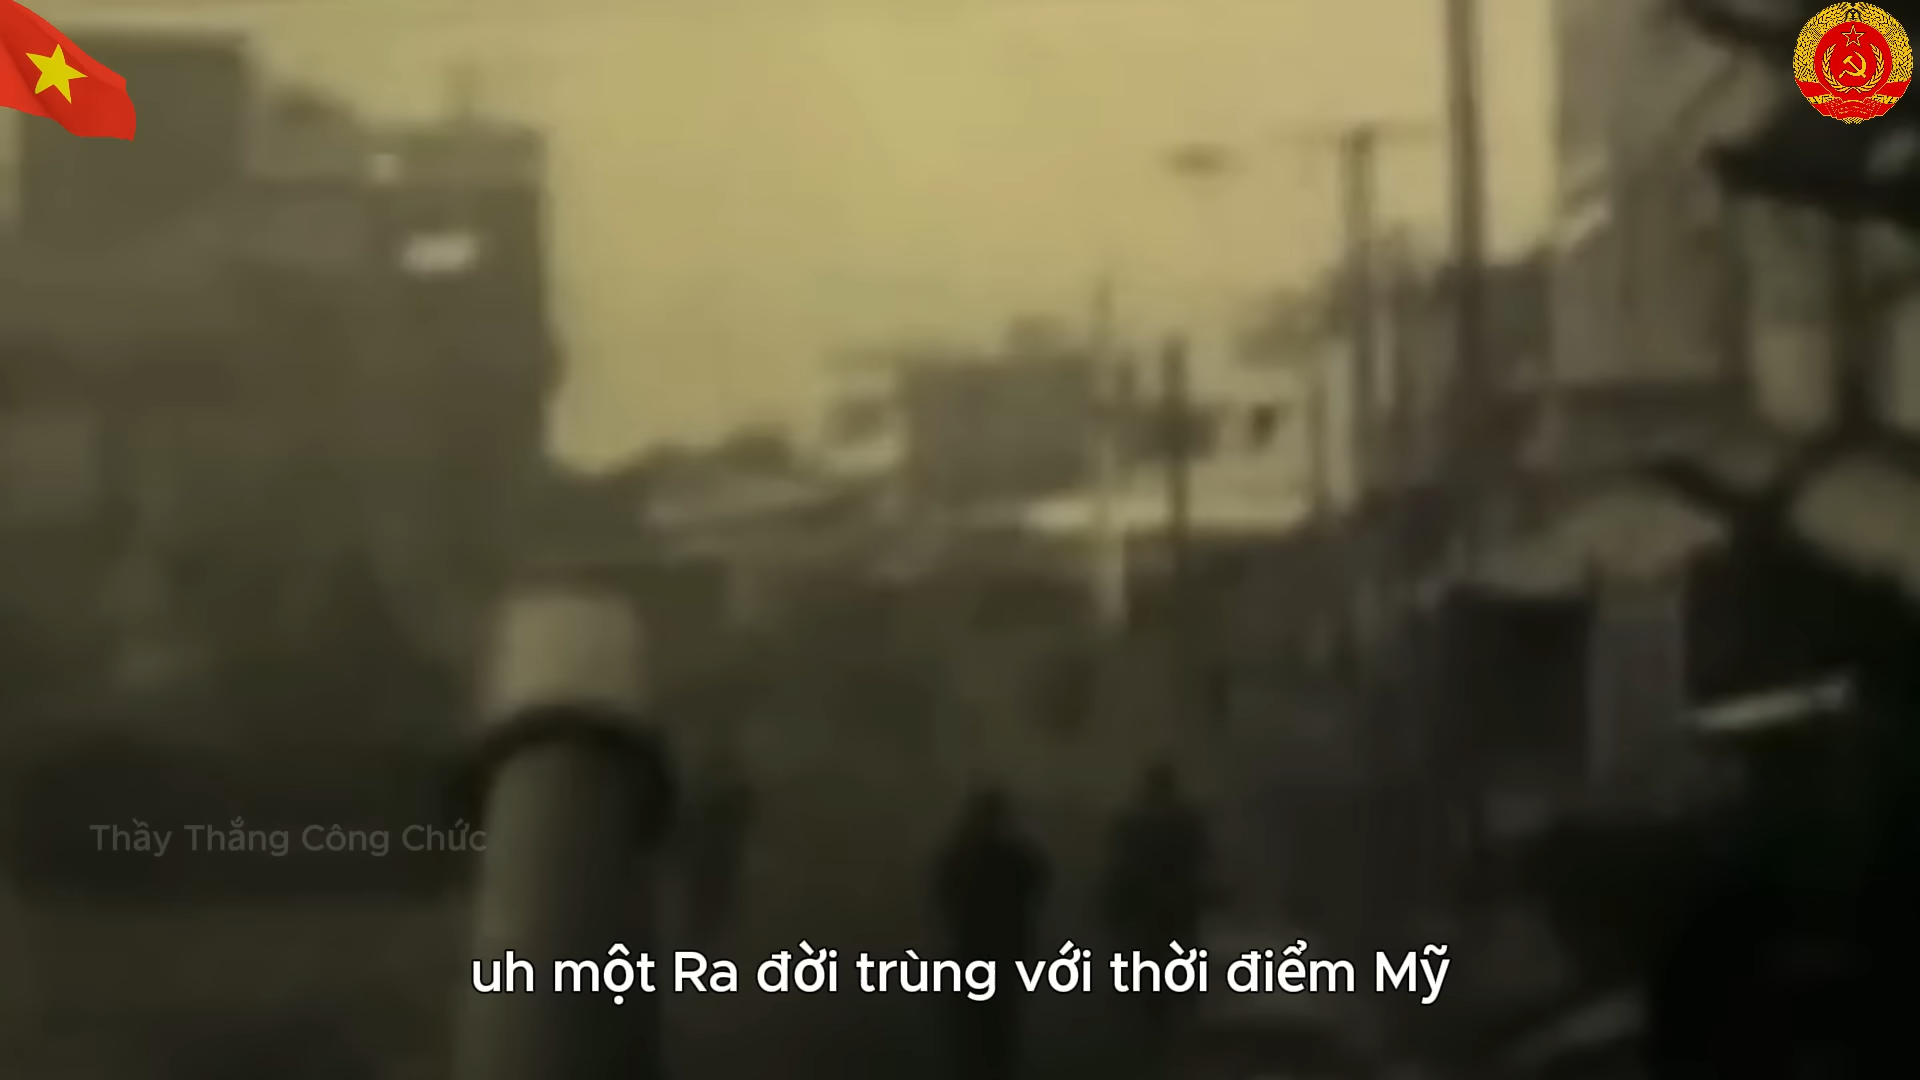 Thầy Thắng Công Chức
uh một Ra đời trùng với thời điểm Mỹ